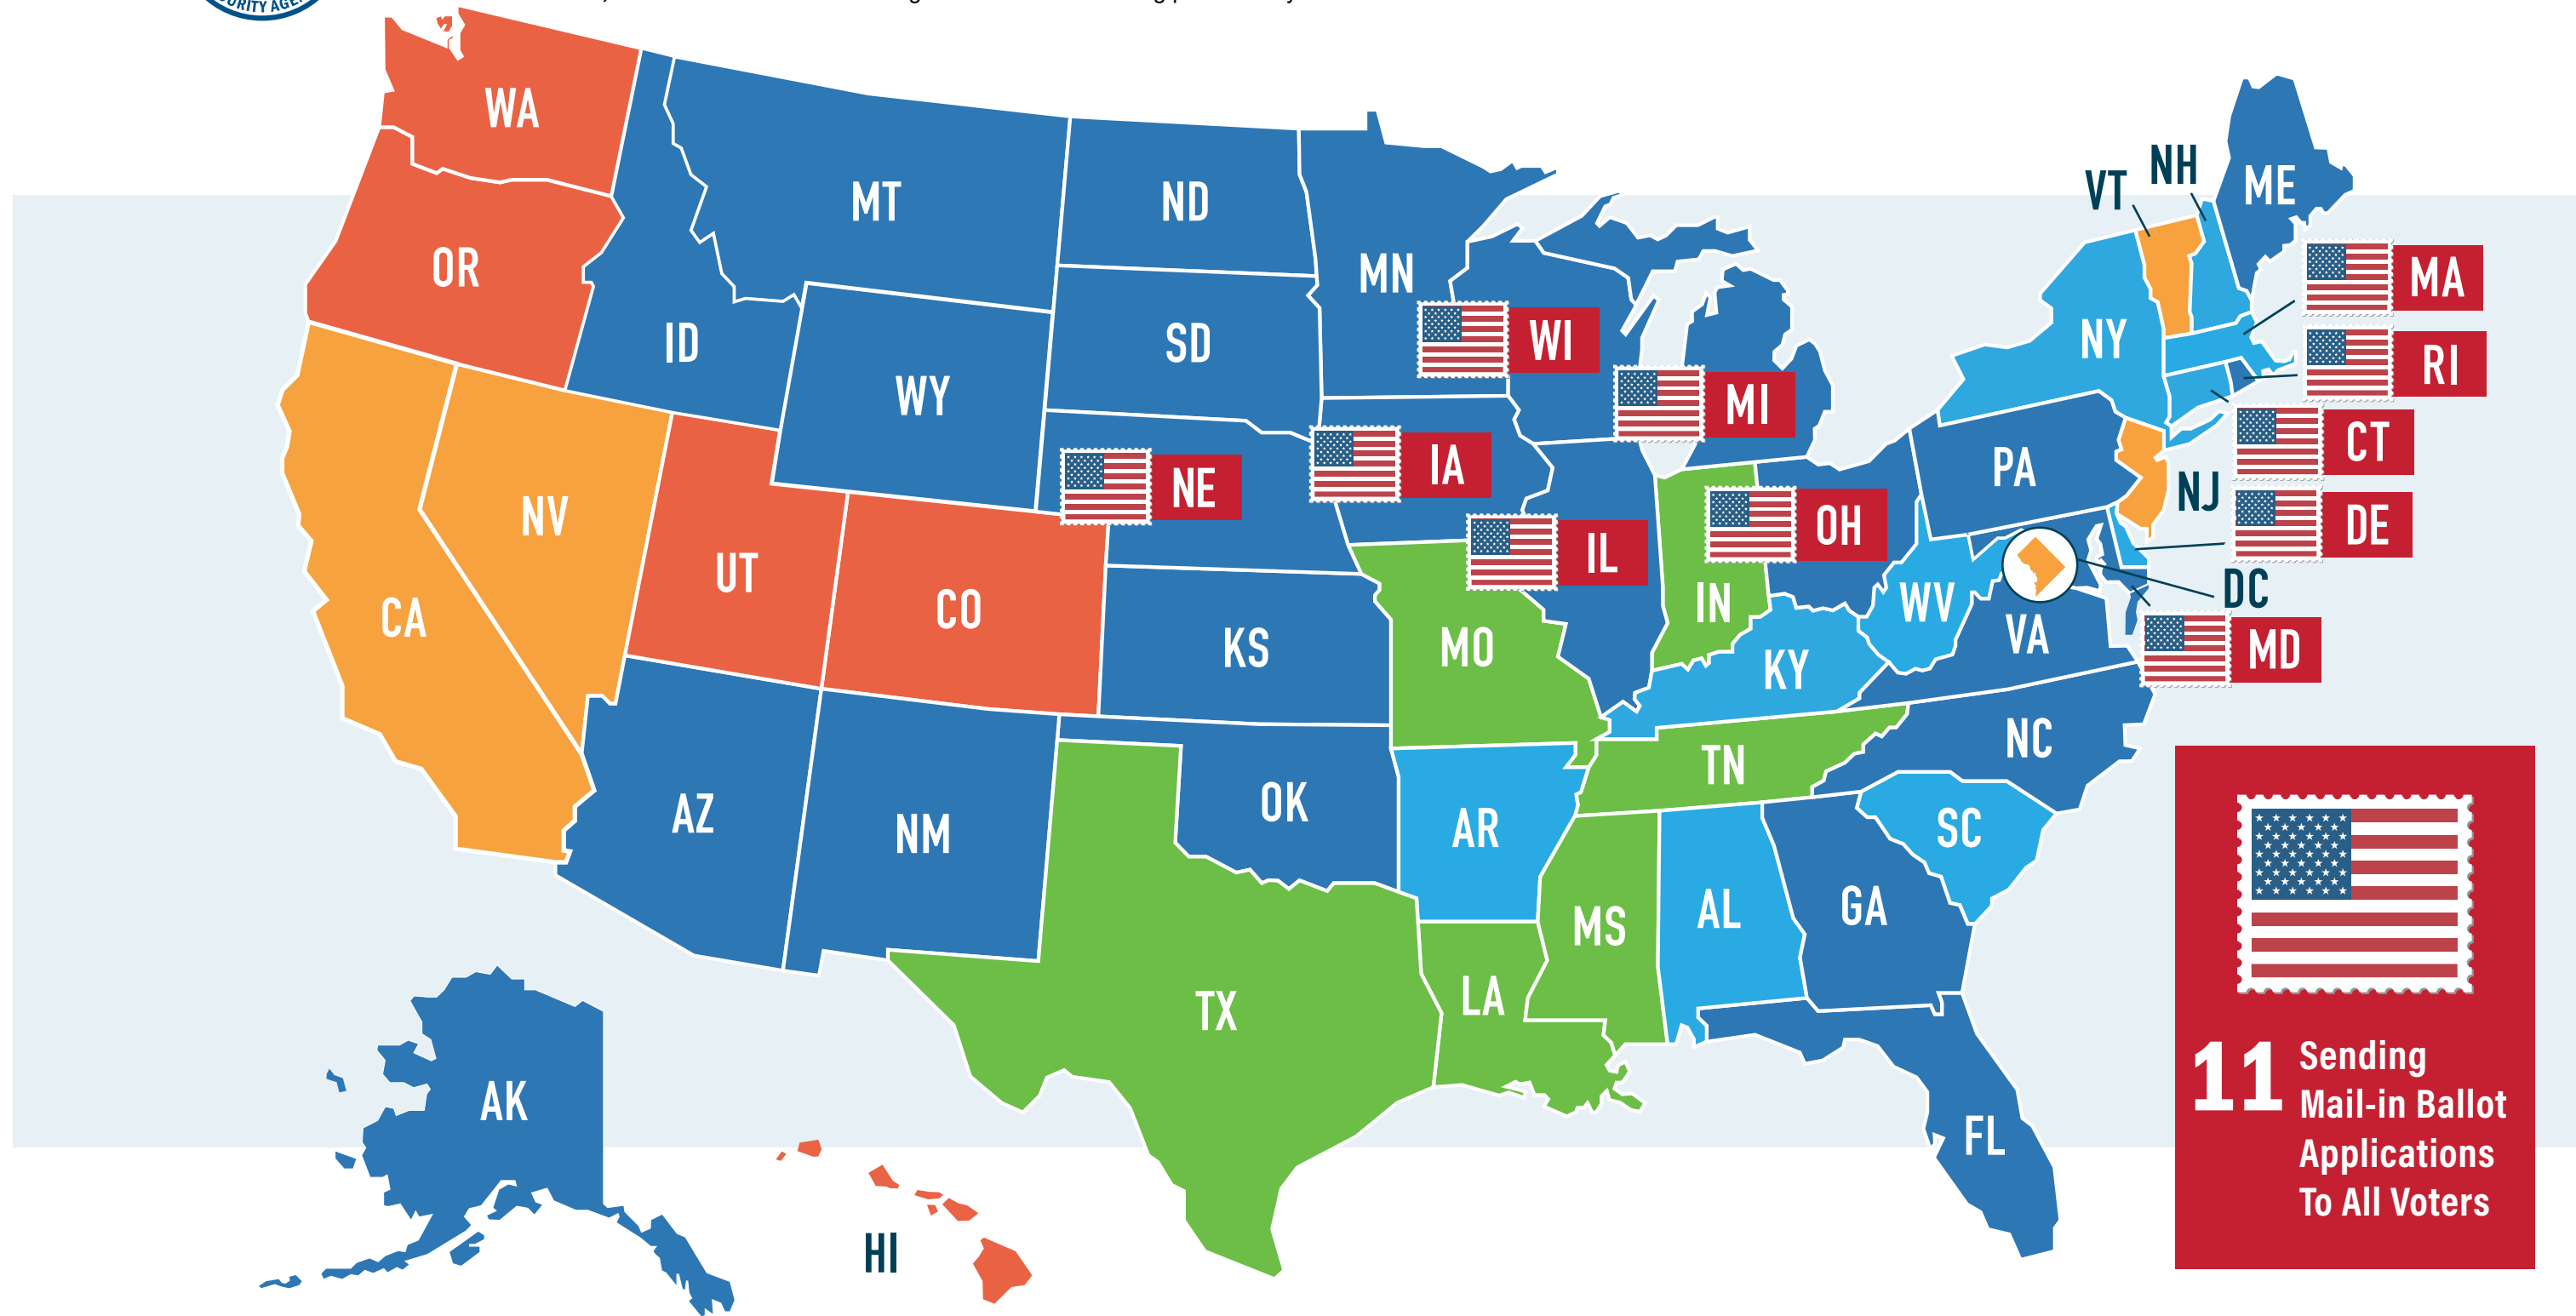 WA
MT
ND
OR
ID
MN
VT
NH
ME
SD
WY
WI
MI
NY
MA
RI
CT
NE
IA
PA
NJ
DE
NV
UT
CO
IL
OH
IN
WV
DC
CA
KS
MO
KY
VA
MD
AZ
NM
OK
AR
TN
NC
SC
TX
LA
MS
AL
GA
FL
AK
HI
11 Sending
Mail-in Ballot
Applications
To All Voters